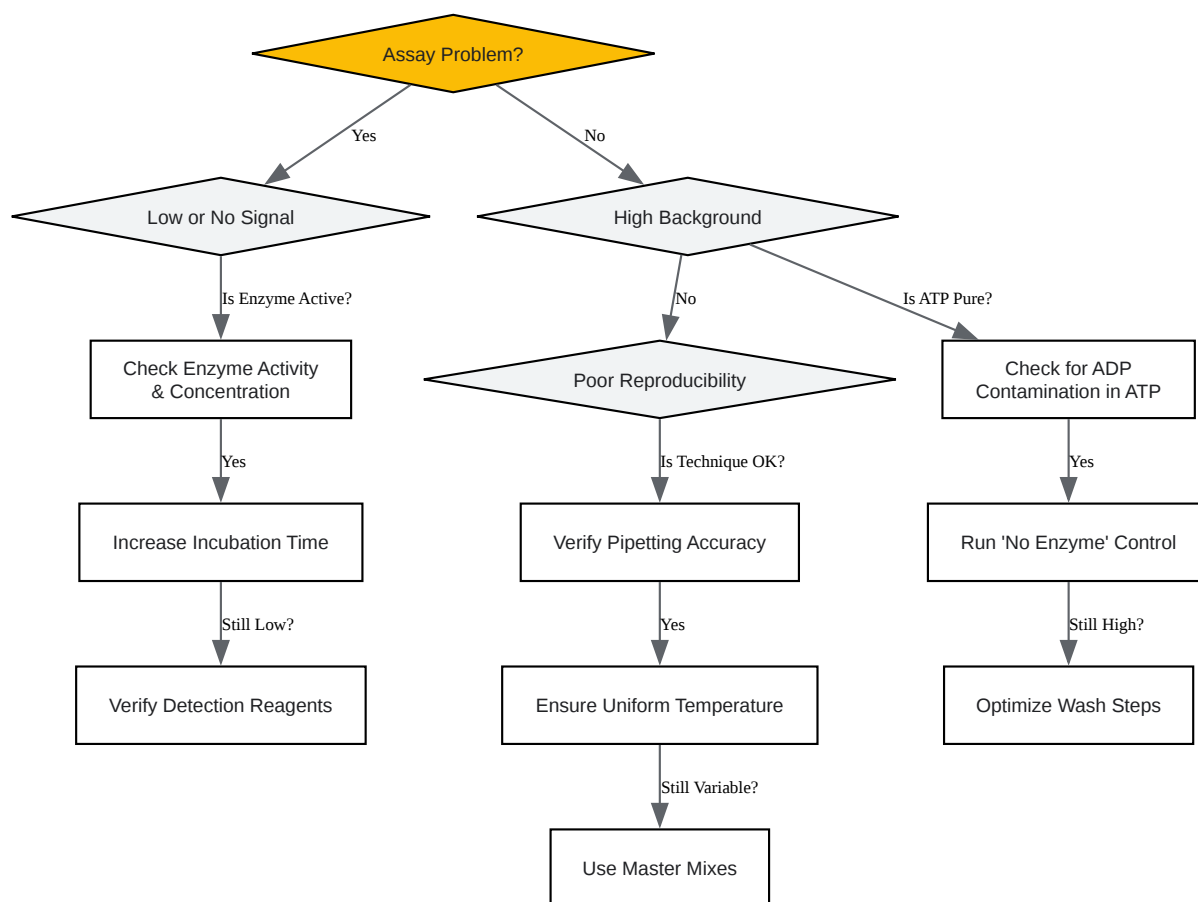 Assay Problem?
Yes
No
Low or No Signal
High Background
Is Enzyme Active?
No
Is ATP Pure?
Check Enzyme Activity
& Concentration
Poor Reproducibility
Check for ADP
Contamination in ATP
Yes
Is Technique OK?
Yes
Increase Incubation Time
Verify Pipetting Accuracy
Run 'No Enzyme' Control
Still Low?
Yes
Still High?
Verify Detection Reagents
Ensure Uniform Temperature
Optimize Wash Steps
Still Variable?
Use Master Mixes